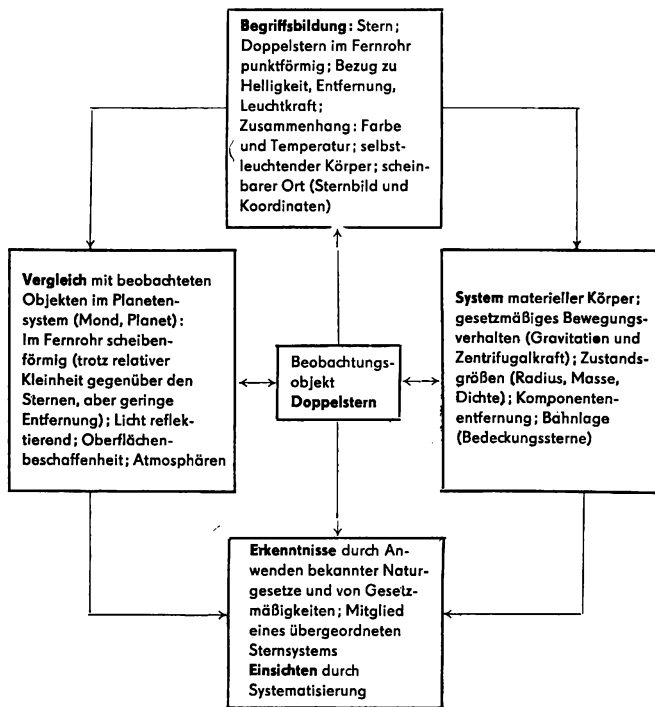 Begriffsbildung: Stern;
Doppelstern im Fernrohr
punktförmig; Bezug zu
Helligkeit, Entfernung,
Leuchtkraft;
Zusammenhang: Farbe
und Temperatur; selbst-
leuchtender Körper; schein-
barer Ort (Sternbild und
Koordinaten)
Vergleich mit beobachteten
Objekten im Planeten-
system (Mond, Planet):
Im Fernrohr scheiben-
förmig (trotz relativer
Kleinheit gegenüber den
Sternen, aber geringe
Entfernung); Licht reflek-
tierend; Oberflächen-
beschaffenheit; Atmosphären
Beobachtungs-
objekt
Doppelstern
System materieller Körper;
gesetzmäßiges Bewegungs-
verhalten (Gravitation und
Zentrifugalkraft); Zustands-
größen (Radius, Masse,
Dichte); Komponenten-
entfernung; Bahnlage
(Bedeckungssterne)
Erkenntnisse durch An-
wenden bekannter Natur-
gesetze und von Gesetz-
mäßigkeiten; Mitglied
eines übergeordneten
Sternsystems
Einsichten durch
Systematisierung